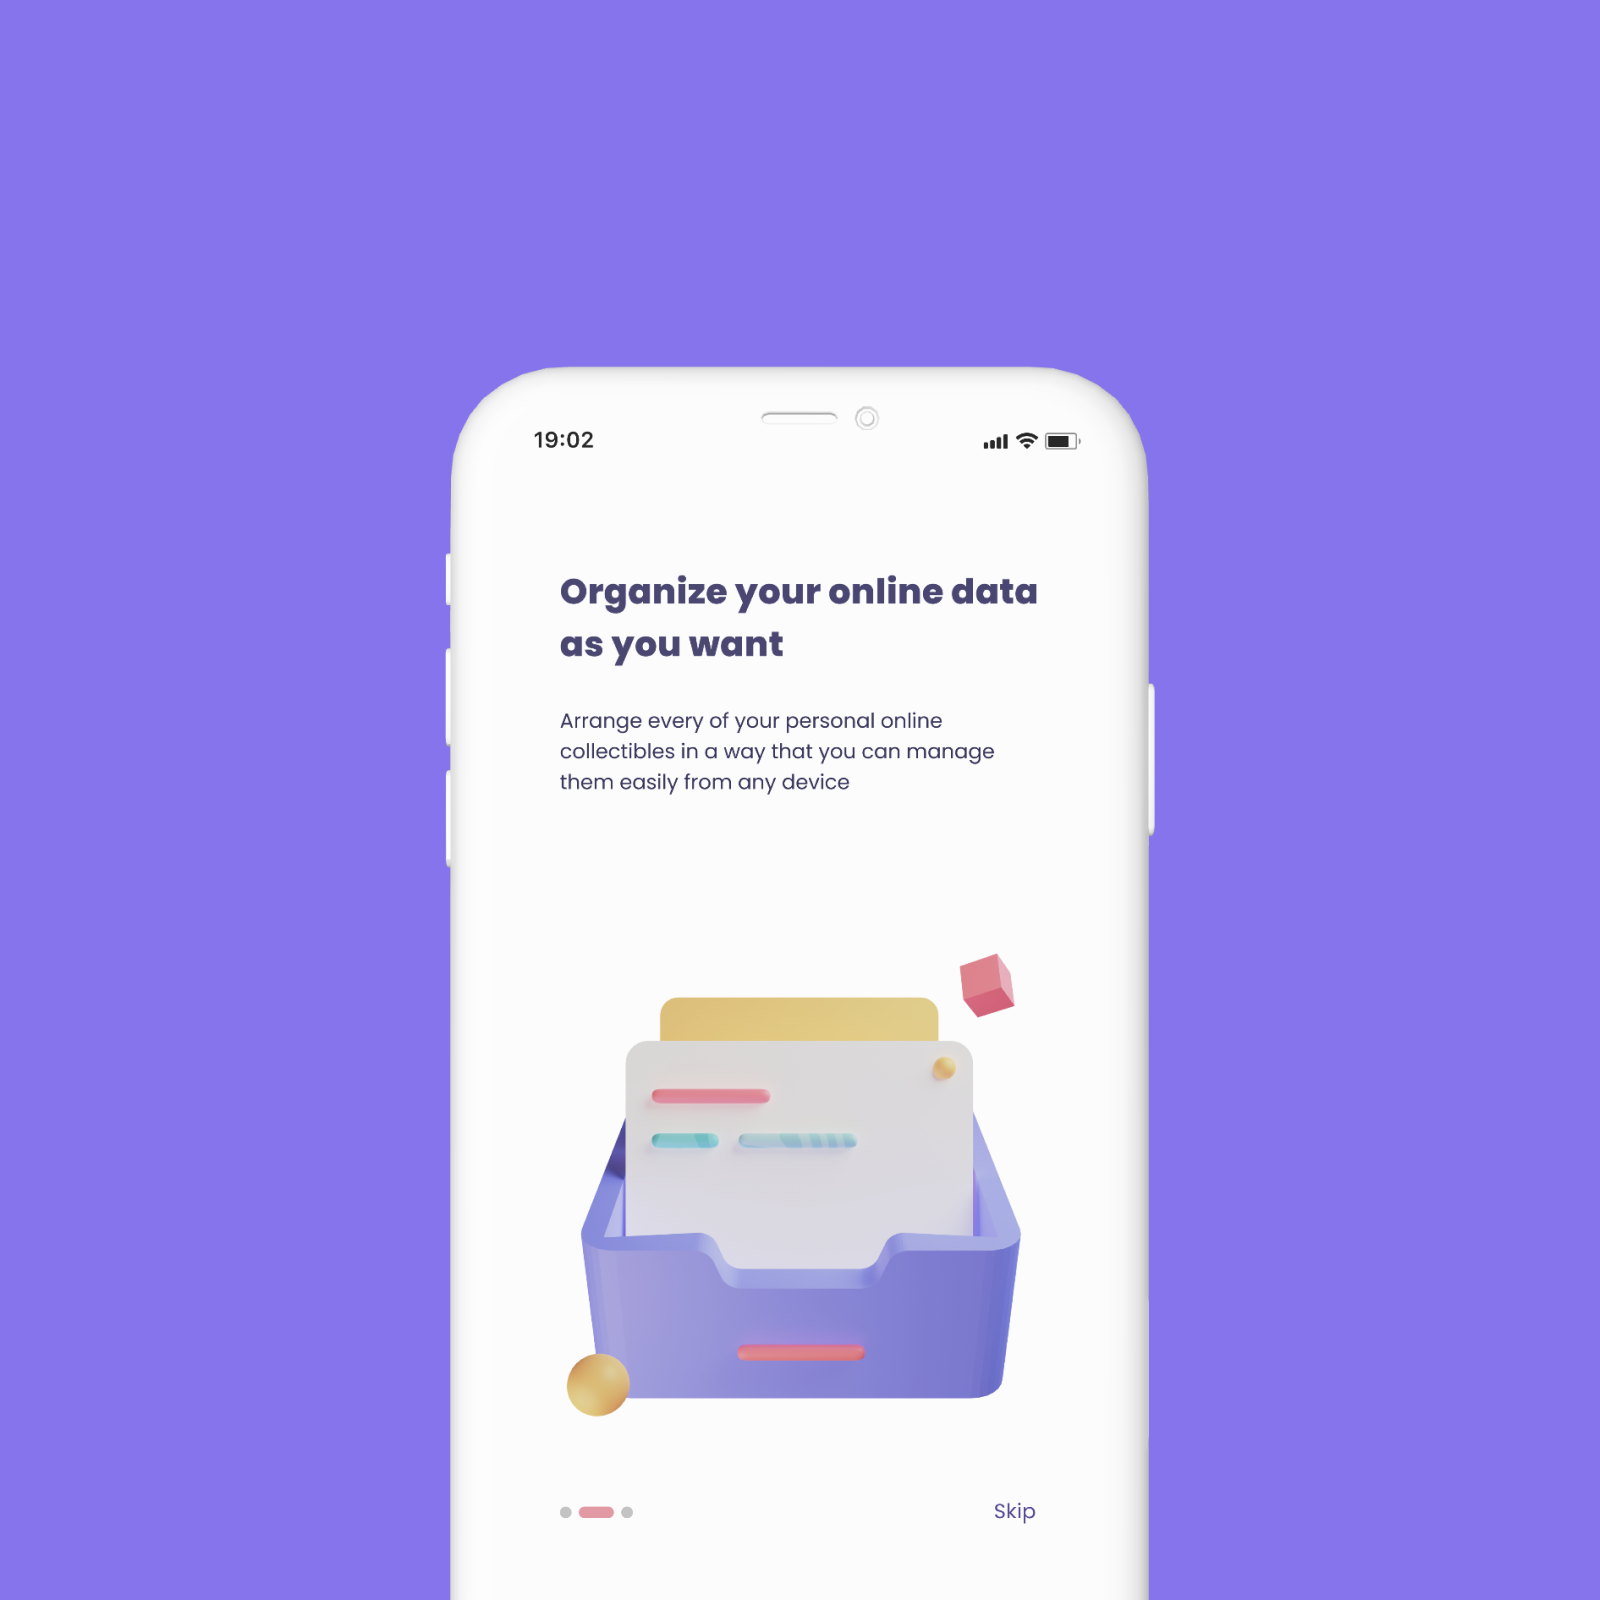 19:02
Organize your online data
as you want
Arrange every of your personal online
collectibles in a way that you can manage
them easily from any device
Skip